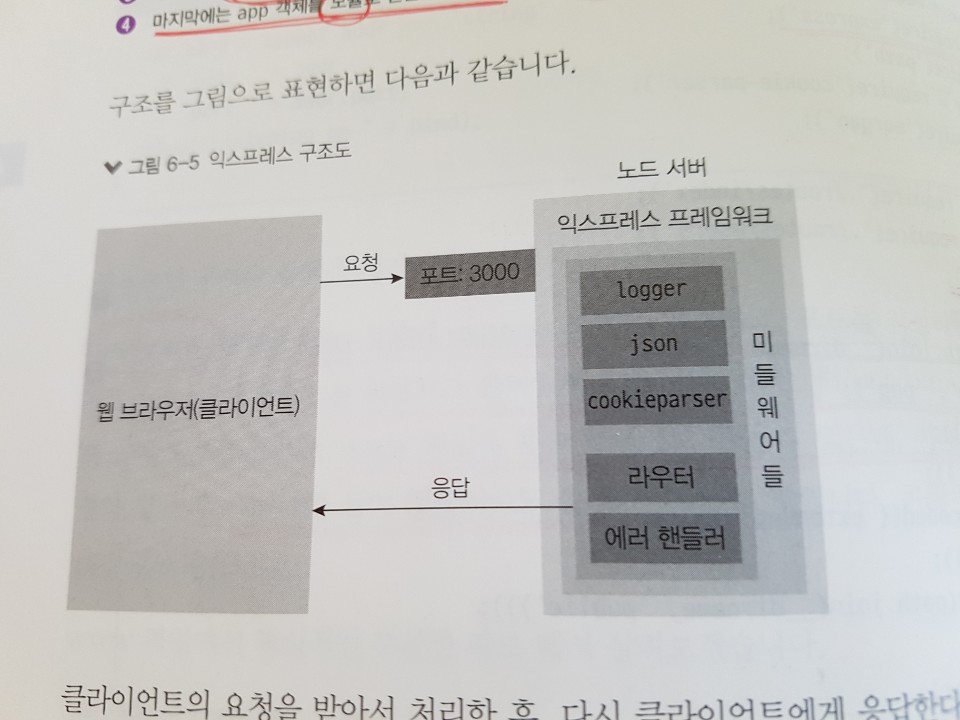 ❹ 마지막에는 app 객체를
구조를 그림으로 표현하면 다음과 같습니다.
그림 6-5 익스프레스 구조도
노드 서버
익스프레스 프레임워크
요청
포트: 3000
logger
json
cookieparser
미들웨어들
웹 브라우저(클라이언트)
라우터
응답
에러 핸들러
클라이언트의 요청을 받아서 처리한 후, 다시 클라이언트에게 응답한다